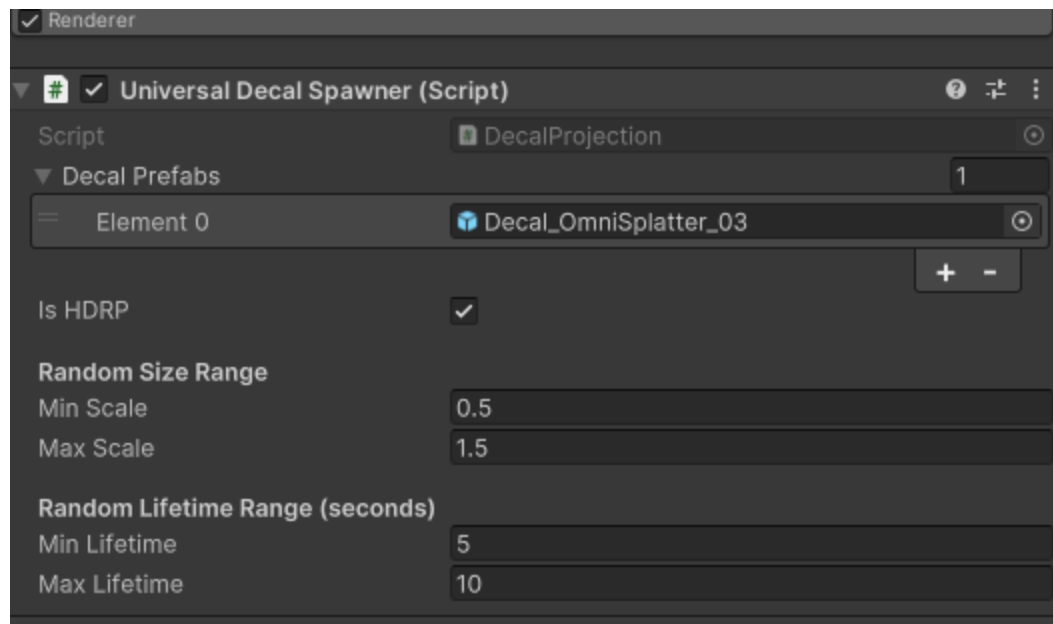 Renderer
# Universal Decal Spawner (Script)
Script # DecalProjection
Decal Prefabs 1
Element 0 Decal_OmniSplatter_03
+ -
Is HDRP
Random Size Range
Min Scale 0.5
Max Scale 1.5
Random Lifetime Range (seconds)
Min Lifetime 5
Max Lifetime 10